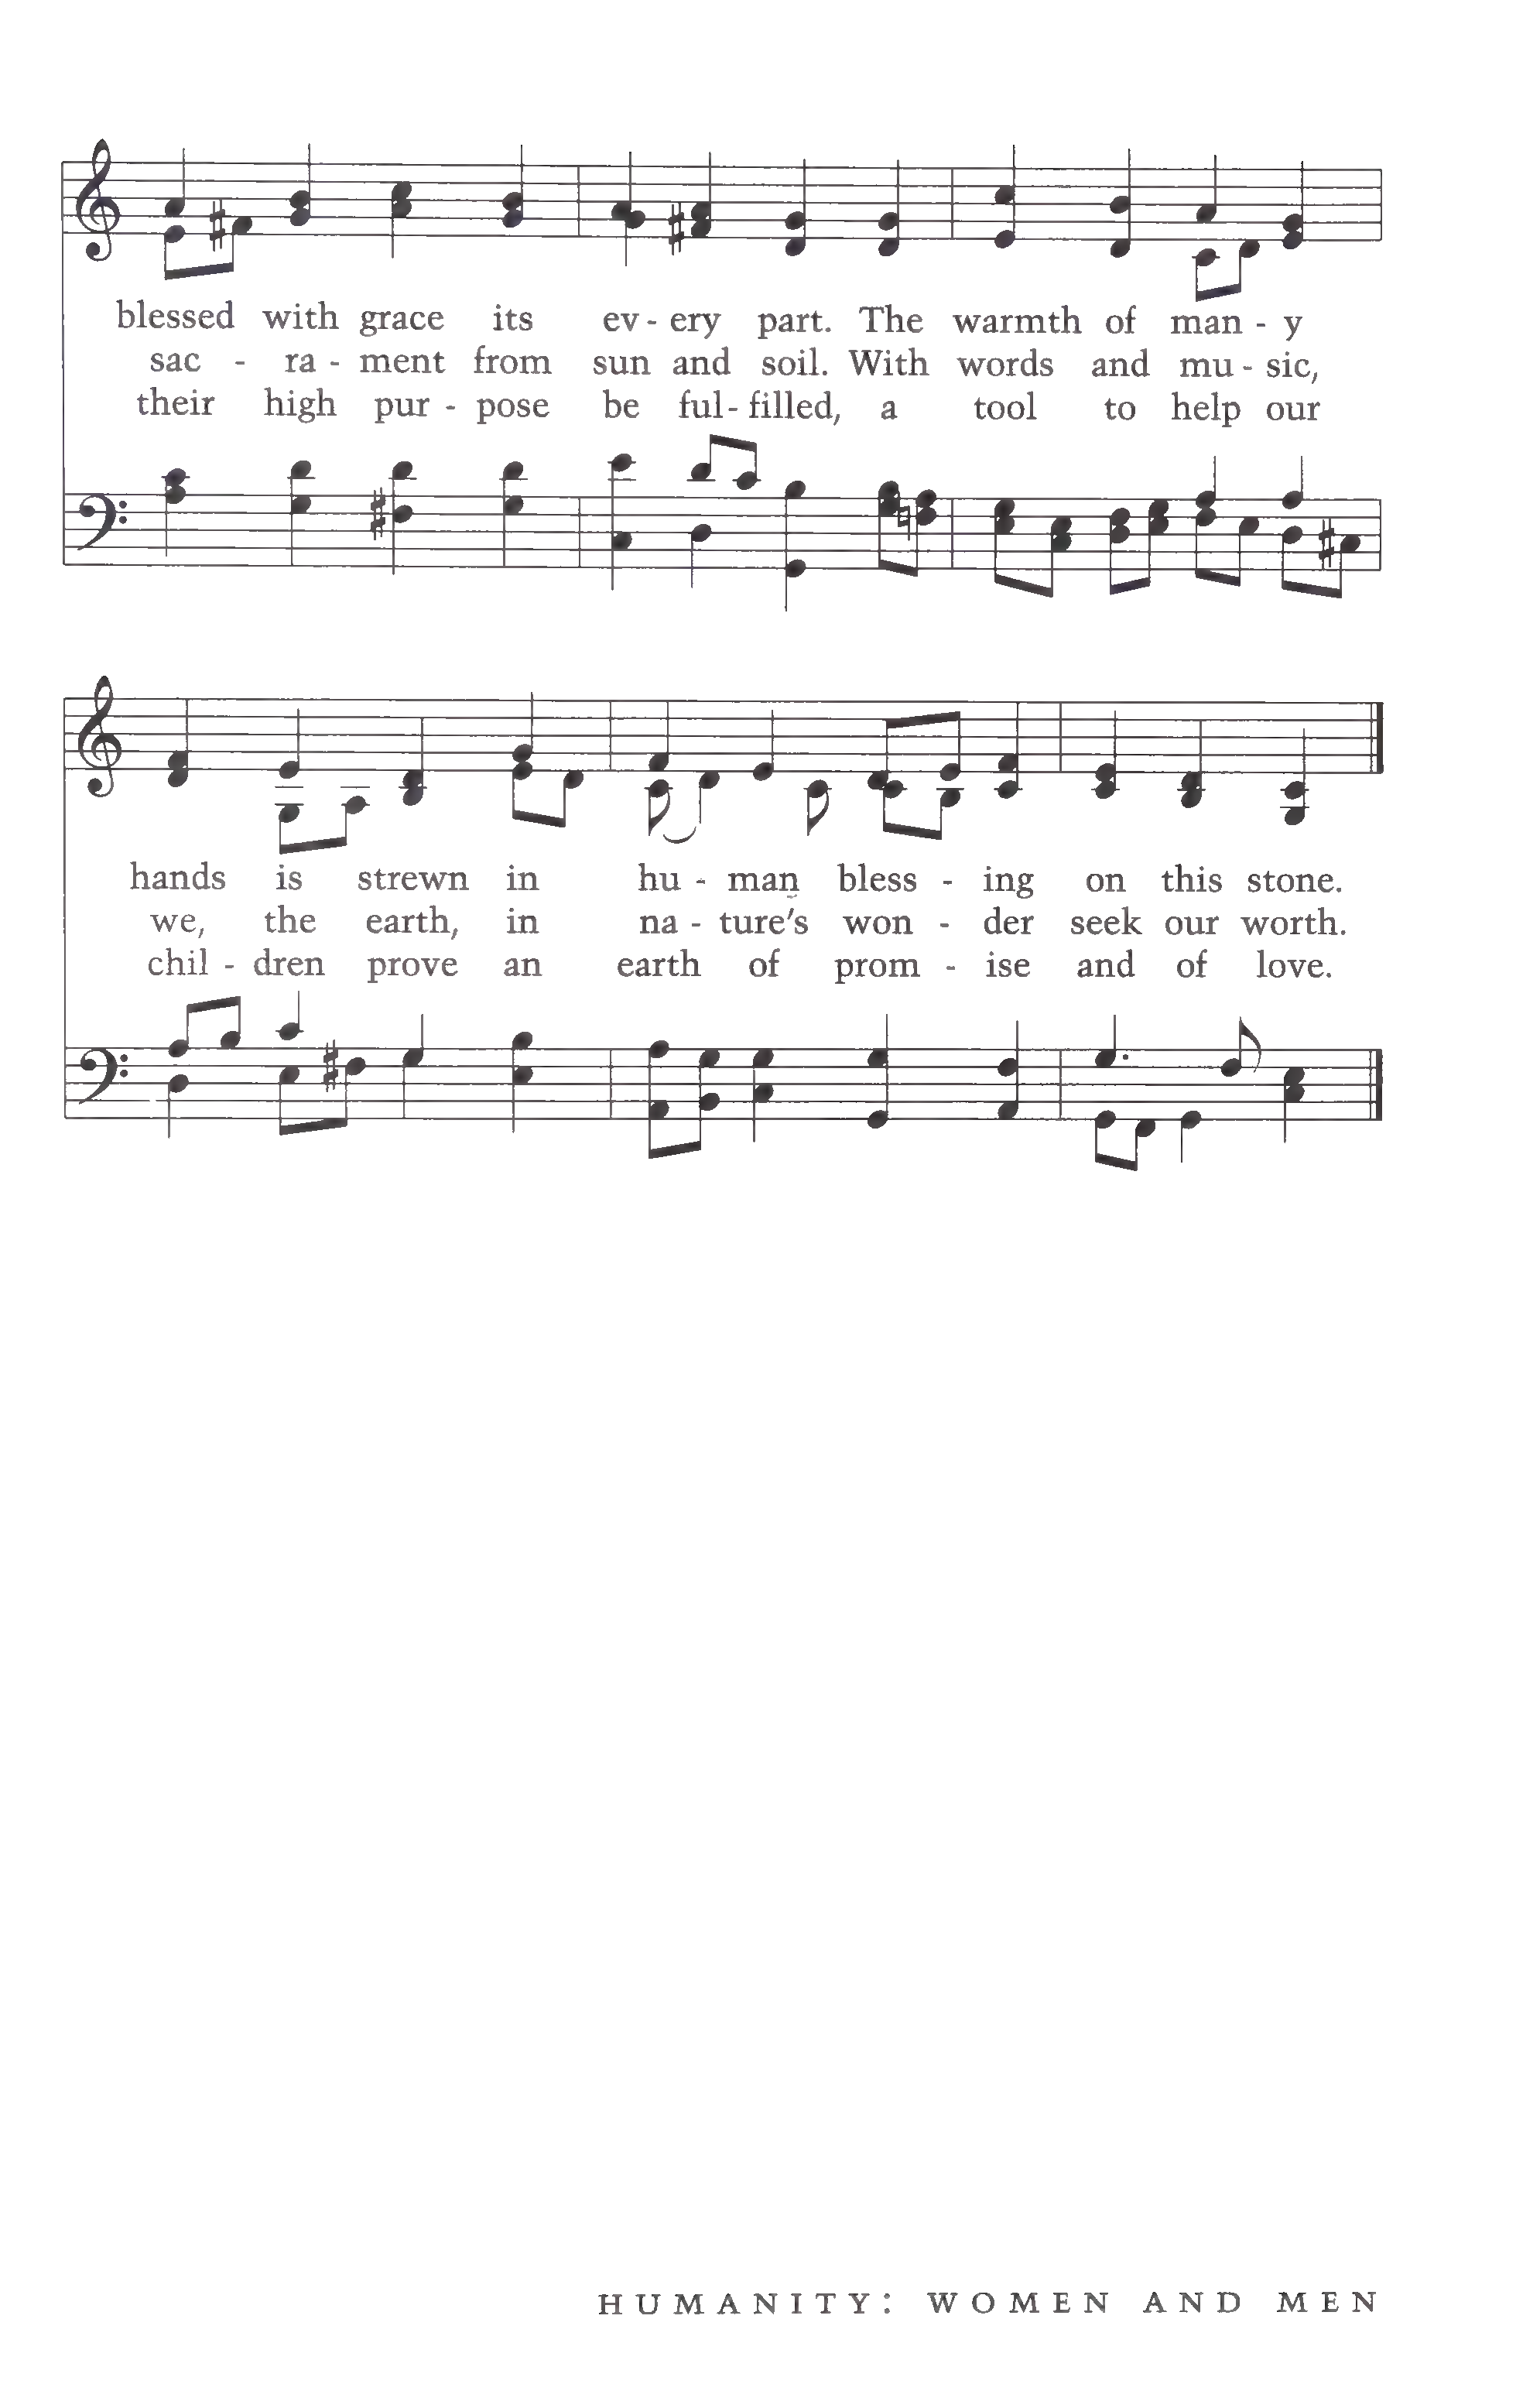 blessed with grace its ev - ery part. The warmth of man - y
sac - ra - ment from sun and soil. With words and mu - sic,
their high pur - pose be ful - filled, a tool to help our
hands is strewn in hu - man bless - ing on this stone.
we, the earth, in na - ture's won - der seek our worth.
chil - dren prove an earth of prom - ise and of love.
HUMANITY: WOMEN AND MEN